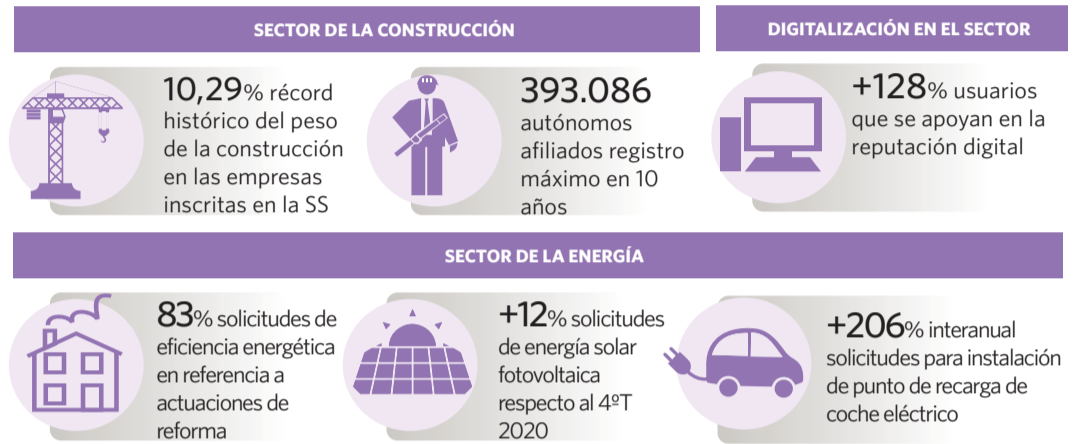 SECTOR DE LA CONSTRUCCIÓN
10,29% récord
histórico del peso
de la construcción
en las empresas
inscritas en la SS
393.086
autónomos
afiliados registro
máximo en 10
años
DIGITALIZACIÓN EN EL SECTOR
+128% usuarios
que se apoyan en la
reputación digital
SECTOR DE LA ENERGÍA
83% solicitudes de
eficiencia energética
en referencia a
actuaciones de
reforma
+12% solicitudes
de energía solar
fotovoltaica
respecto al 4ºT
2020
+206% interanual
solicitudes para instalación
de punto de recarga de
coche eléctrico